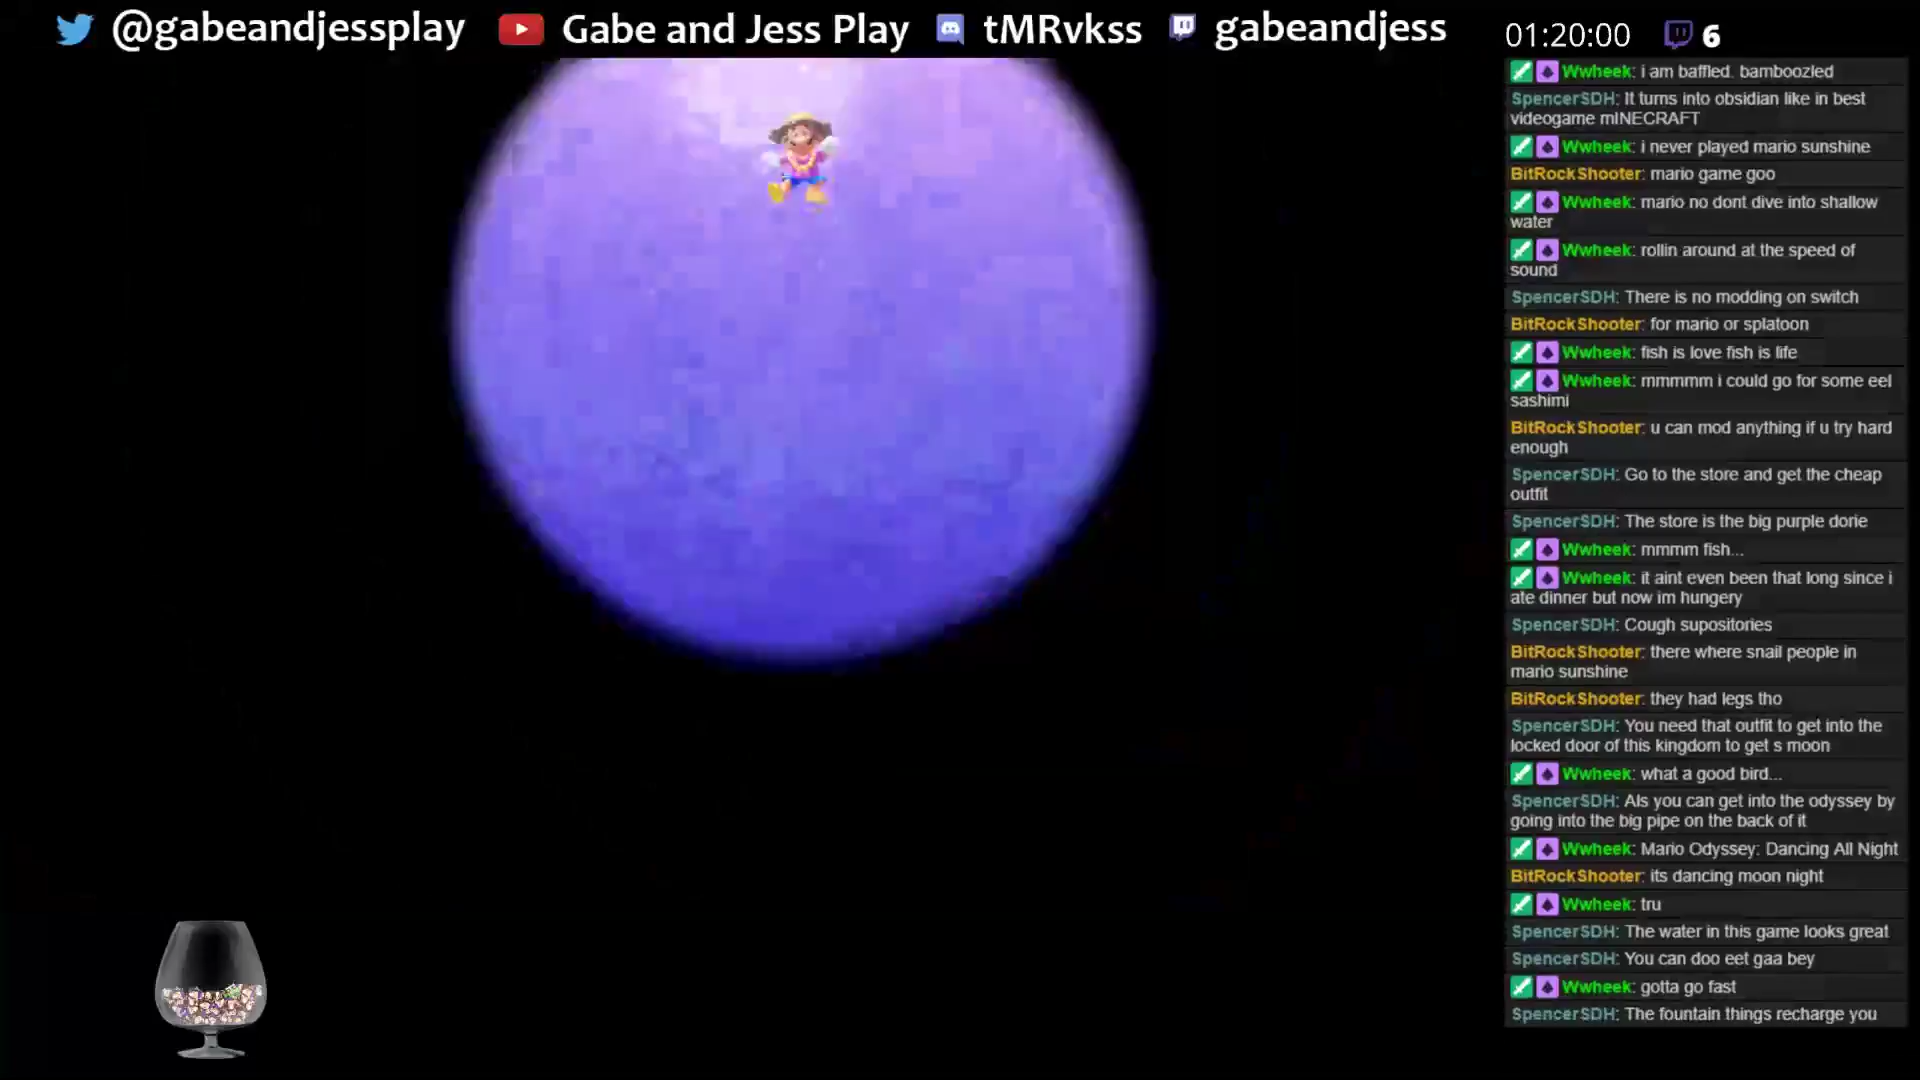 @gabeandjessplay Gabe and Jess Play tMRvkss gabeandjess
01:20:00 6
Wwheek: i am baffled. bamboozled
SpencerSDH: It turns into obsidian like in best
videogame mINECRAFT
Wwheek: i never played mario sunshine
BitRockShooter: mario game goo
Wwheek: mario no dont dive into shallow
water
Wwheek: rollin around at the speed of
sound
SpencerSDH: There is no modding on switch
BitRockShooter: for mario or splatoon
Wwheek: fish is love fish is life
Wwheek: mmmmm i could go for some eel
sashimi
BitRockShooter: u can mod anything if u try hard
enough
SpencerSDH: Go to the store and get the cheap
outfit
SpencerSDH: The store is the big purple dorie
Wwheek: mmmm fish...
Wwheek: it aint even been that long since i
ate dinner but now im hungery
SpencerSDH: Cough supositories
BitRockShooter: there where snail people in
mario sunshine
BitRockShooter: they had legs tho
SpencerSDH: You need that outfit to get into the
locked door of this kingdom to get s moon
Wwheek: what a good bird...
SpencerSDH: Als you can get into the odyssey by
going into the big pipe on the back of it
Wwheek: Mario Odyssey: Dancing All Night
BitRockShooter: its dancing moon night
Wwheek: tru
SpencerSDH: The water in this game looks great
SpencerSDH: You can doo eet gaa bey
Wwheek: gotta go fast
SpencerSDH: The fountain things recharge you